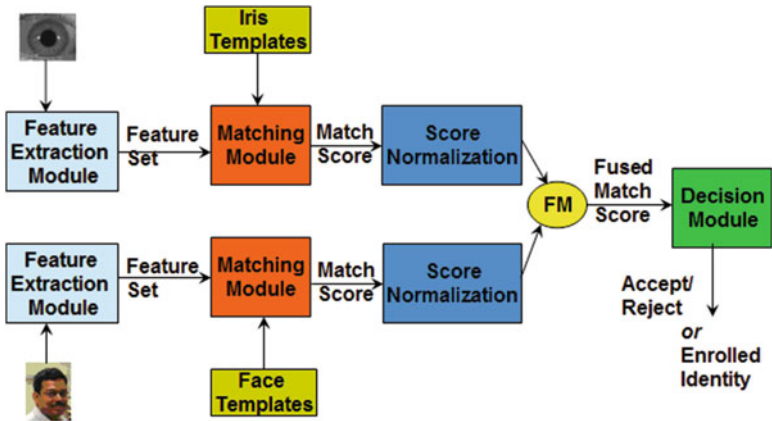 Iris
Templates
Feature
Extraction
Module
Feature
Set
Matching
Module
Match
Score
Score
Normalization
FM
Fused
Match
Score
Decision
Module
Feature
Extraction
Module
Feature
Set
Matching
Module
Match
Score
Score
Normalization
Accept/
Reject
or
Enrolled
Identity
Face
Templates